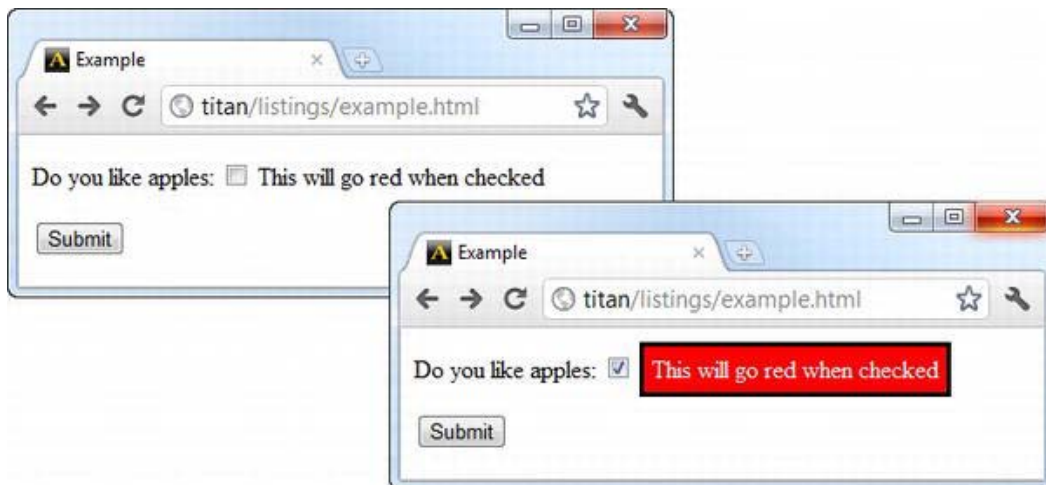 Example
titan/listings/example.html
Do you like apples: This will go red when checked
Submit
Example
titan/listings/example.html
Do you like apples: This will go red when checked
Submit